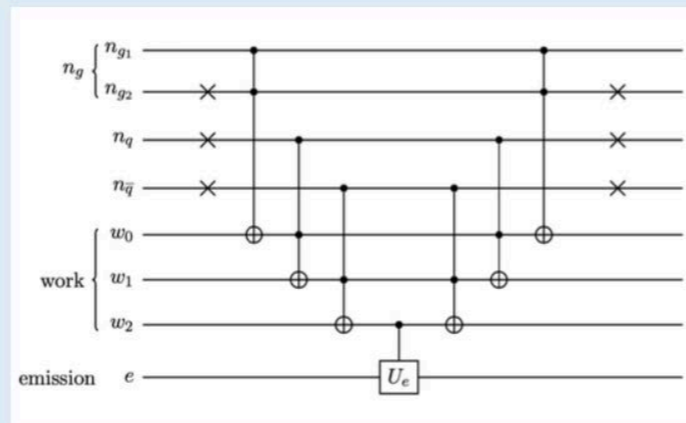 n_g { n_{g_1}
n_{g_2}
n_q
n_{\bar{q}}
work { w_0
w_1
w_2
emission e
U_e